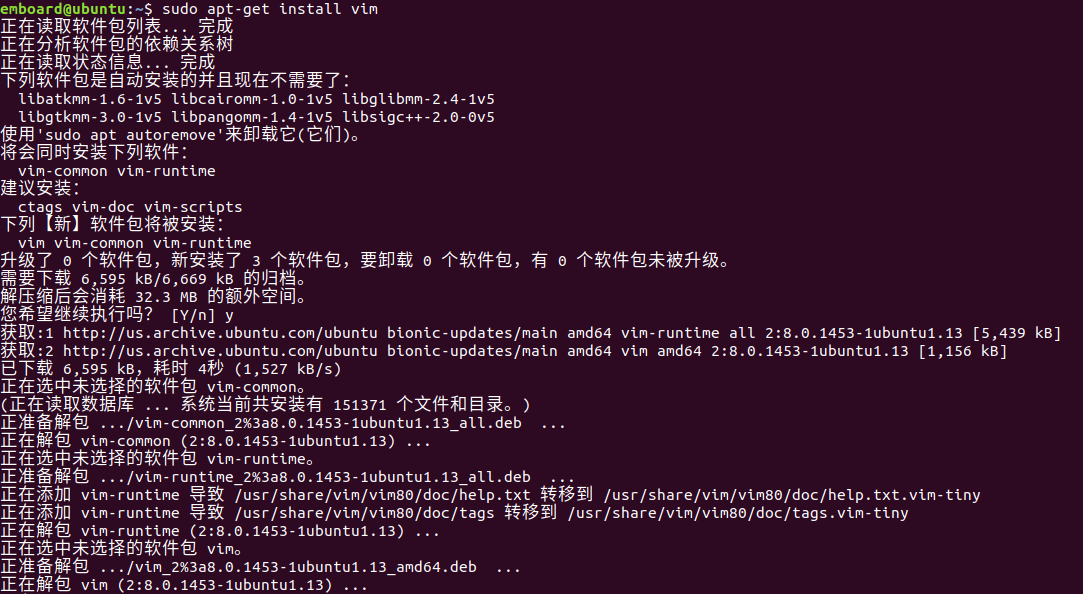 emboard@ubuntu:~$ sudo apt-get install vim
正在读取软件包列表... 完成
正在分析软件包的依赖关系树
正在读取状态信息... 完成
下列软件包是自动安装的并且现在不需要了：
  libatkmm-1.6-1v5 libcairomm-1.0-1v5 libglibmm-2.4-1v5
  libgtkmm-3.0-1v5 libpangomm-1.4-1v5 libsigc++-2.0-0v5
使用'sudo apt autoremove'来卸载它(它们)。
将会同时安装下列软件：
  vim-common vim-runtime
建议安装：
  ctags vim-doc vim-scripts
下列【新】软件包将被安装：
  vim vim-common vim-runtime
升级了 0 个软件包，新安装了 3 个软件包，要卸载 0 个软件包，有 0 个软件包未被升级。
需要下载 6,595 kB/6,669 kB 的归档。
解压缩后会消耗 32.3 MB 的额外空间。
您希望继续执行吗？ [Y/n] y
获取:1 http://us.archive.ubuntu.com/ubuntu bionic-updates/main amd64 vim-runtime all 2:8.0.1453-1ubuntu1.13 [5,439 kB]
获取:2 http://us.archive.ubuntu.com/ubuntu bionic-updates/main amd64 vim amd64 2:8.0.1453-1ubuntu1.13 [1,156 kB]
已下载 6,595 kB，耗时 4秒 (1,527 kB/s)
正在选中未选择的软件包 vim-common。
(正在读取数据库 ... 系统当前共安装有 151371 个文件和目录。)
正准备解包 .../vim-common_2%3a8.0.1453-1ubuntu1.13_all.deb  ...
正在解包 vim-common (2:8.0.1453-1ubuntu1.13) ...
正在选中未选择的软件包 vim-runtime。
正准备解包 .../vim-runtime_2%3a8.0.1453-1ubuntu1.13_all.deb  ...
正在添加 vim-runtime 导致 /usr/share/vim/vim80/doc/help.txt 转移到 /usr/share/vim/vim80/doc/help.txt.vim-tiny
正在添加 vim-runtime 导致 /usr/share/vim/vim80/doc/tags 转移到 /usr/share/vim/vim80/doc/tags.vim-tiny
正在解包 vim-runtime (2:8.0.1453-1ubuntu1.13) ...
正在选中未选择的软件包 vim。
正准备解包 .../vim_2%3a8.0.1453-1ubuntu1.13_amd64.deb  ...
正在解包 vim (2:8.0.1453-1ubuntu1.13) ...